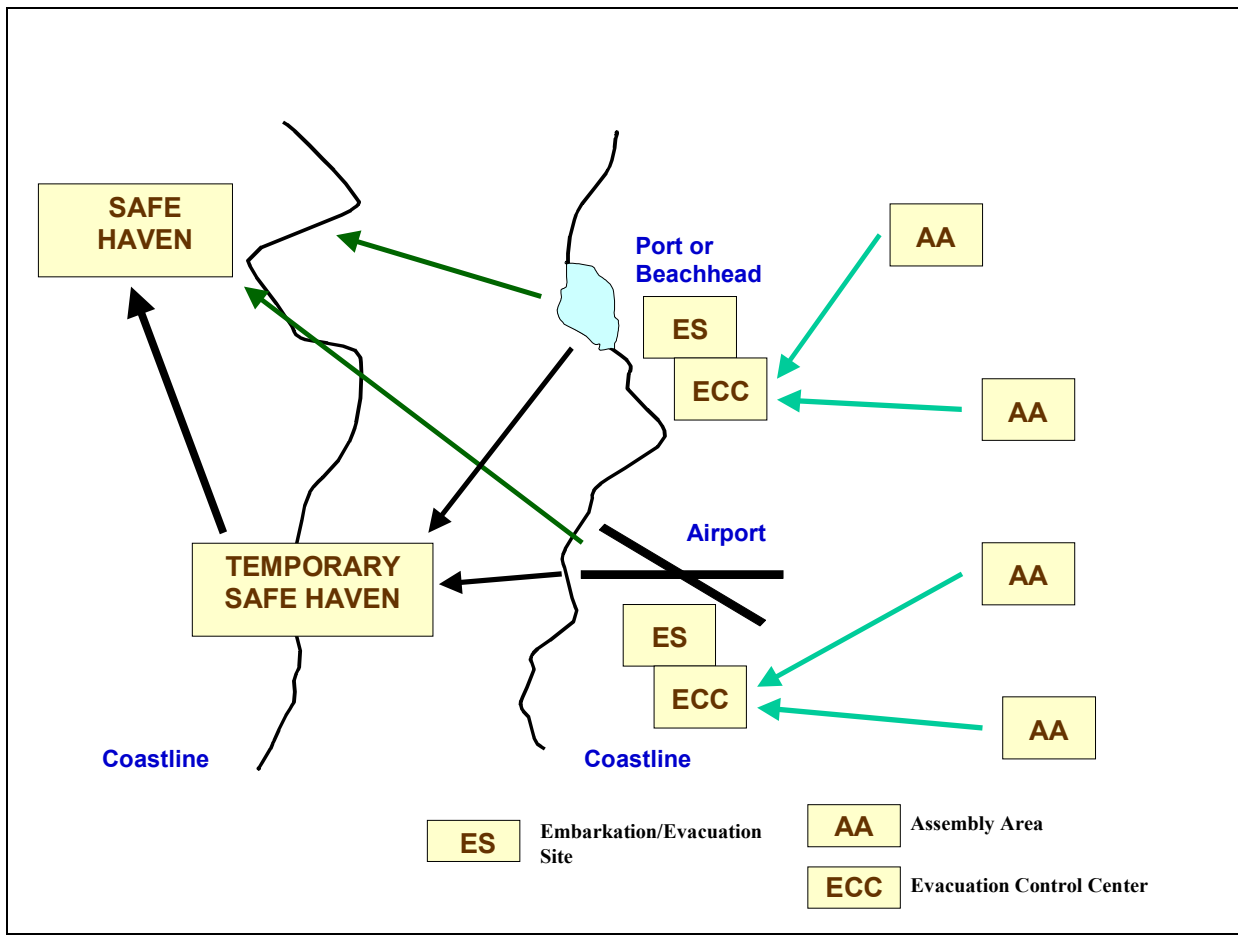 SAFE
HAVEN
Port or
Beachhead
AA
ES
ECC
AA
Airport
TEMPORARY
SAFE HAVEN
AA
ES
ECC
AA
Coastline
Coastline
ES
Embarkation/Evacuation
Site
AA
Assembly Area
ECC
Evacuation Control Center